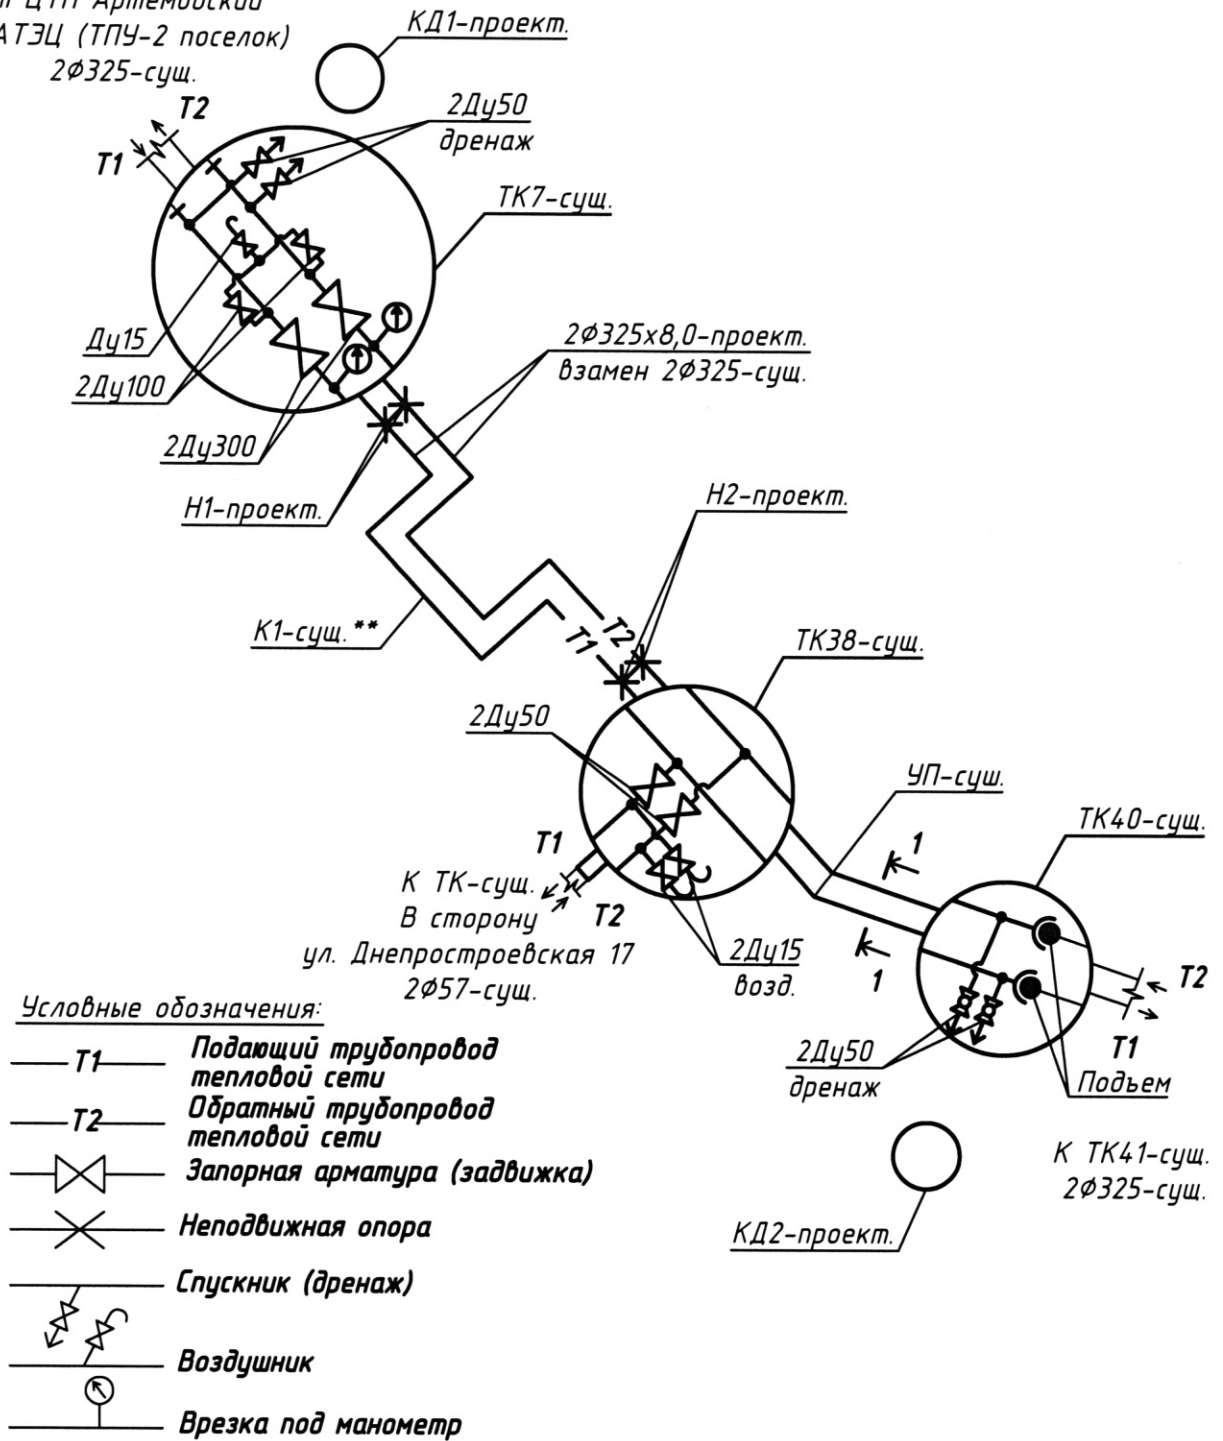 ЦТП Артемовский
АТЭЦ (ТПУ-2 поселок)
2Ф325-сущ.
КД1-проект.
Т2
Т1
2Ду50
дренаж
ТК7-сущ.
Ду15
2Ду100
2Ду300
2Ф325х8,0-проект.
взамен 2Ф325-сущ.
Н1-проект.
Н2-проект.
К1-сущ.**
Т2
Т1
ТК38-сущ.
2Ду50
УП-сущ.
ТК40-сущ.
1
Т1
К ТК-сущ.
В сторону
Т2
ул. Днепростроевская 17
2Ф57-сущ.
2Ду15
возд.
1
Т2
Т1
2Ду50
дренаж
Подьем
К ТК41-сущ.
2Ф325-сущ.
КД2-проект.
Условные обозначения:
Т1 Подающий трубопровод
тепловой сети
Т2 Обратный трубопровод
тепловой сети
Запорная арматура (задвижка)
Неподвижная опора
Спускник (дренаж)
Воздушник
Врезка под манометр